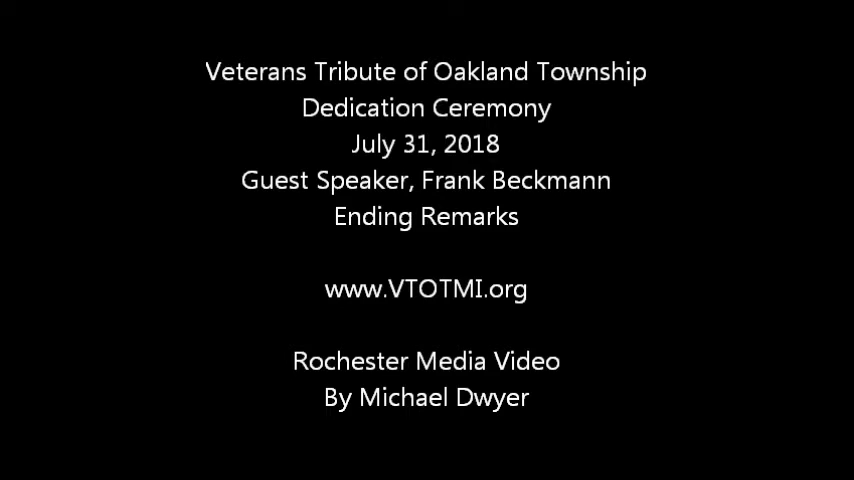 Veterans Tribute of Oakland Township
Dedication Ceremony
July 31, 2018
Guest Speaker, Frank Beckmann
Ending Remarks
www.VTOTMI.org
Rochester Media Video
By Michael Dwyer